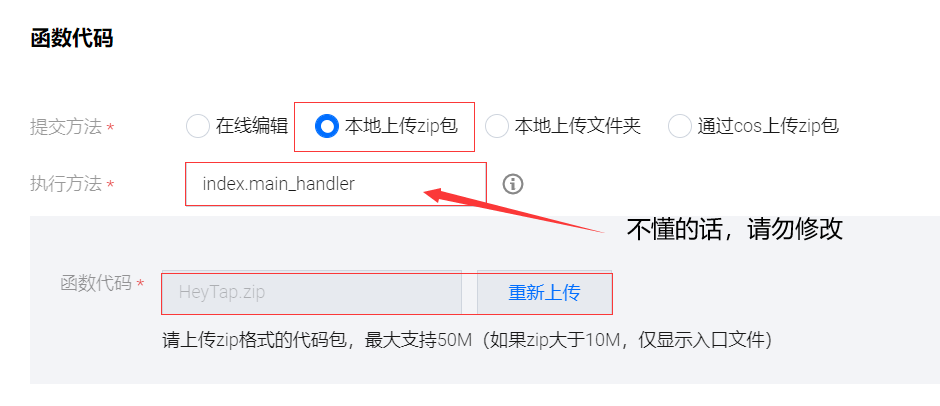 函数代码
提交方法 * 在线编辑 本地上传zip包 本地上传文件夹 通过cos上传zip包
执行方法 * index.main_handler
不懂的话，请勿修改
函数代码 * HeyTap.zip 重新上传
请上传zip格式的代码包，最大支持50M（如果zip大于10M，仅显示入口文件）